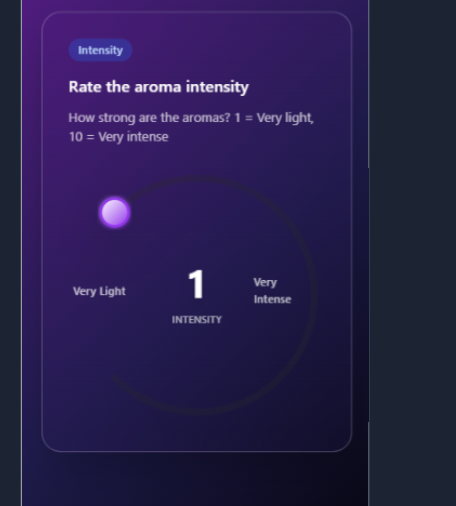 Intensity
Rate the aroma intensity
How strong are the aromas? 1 = Very light,
10 = Very intense
Very Light
1
INTENSITY
Very
Intense